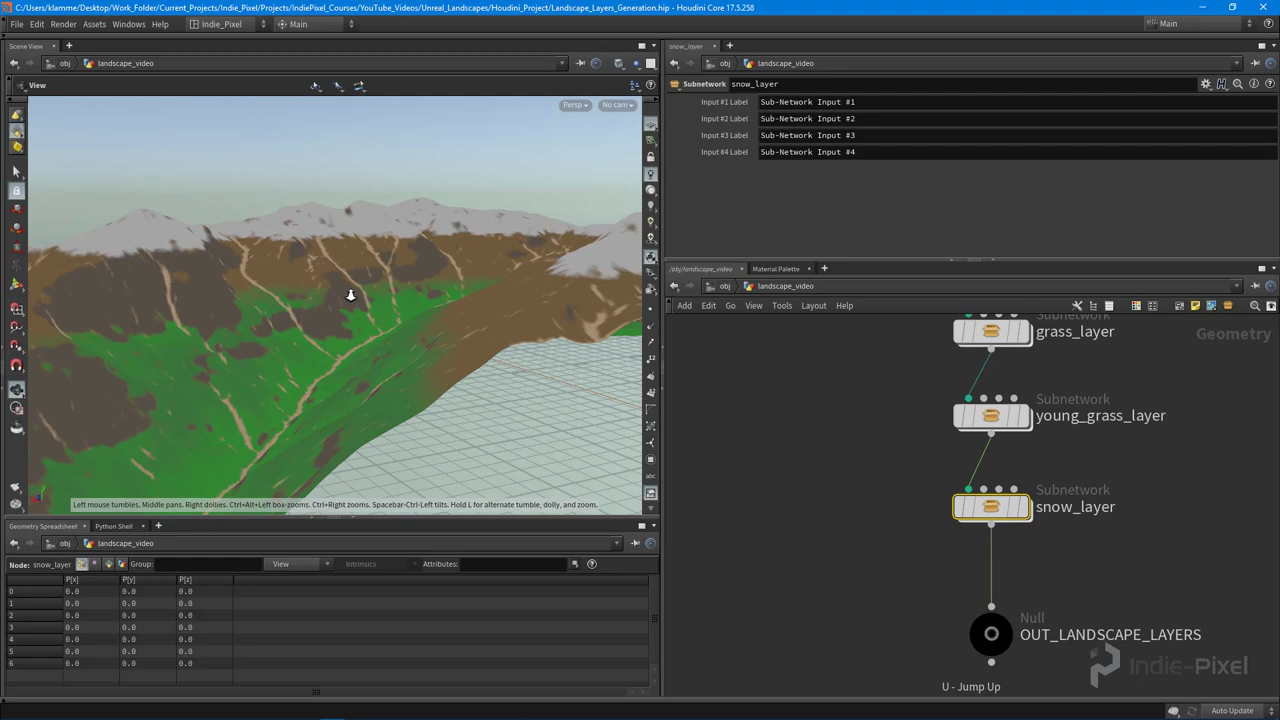 C:/Users/klamme/Desktop/Work_Folder/Current_Projects/Indie_Pixel/Projects/IndiePixel_Courses/YouTube_Videos/Unreal_Landscapes/Houdini_Project/Landscape_Layers_Generation.hip - Houdini Core 17.5.258
File Edit Render Assets Windows Help Indie_Pixel Main Main
Scene View
obj landscape_video
View
Persp No cam
Left mouse tumbles. Middle pans. Right dollies. Ctrl+Alt+Left box-zooms. Ctrl+Right zooms. Spacebar-Ctrl-Left tilts. Hold L for alternate tumble, dolly, and zoom.
abc
Geometry Spreadsheet Python Shell
obj landscape_video
Node: snow_layer Group: View Intrinsics Attributes:
P[x] P[y] P[z]
0 0.0 0.0 0.0
1 0.0 0.0 0.0
2 0.0 0.0 0.0
3 0.0 0.0 0.0
4 0.0 0.0 0.0
5 0.0 0.0 0.0
6 0.0 0.0 0.0
snow_layer
obj landscape_video
Subnetwork snow_layer
Input #1 Label Sub-Network Input #1
Input #2 Label Sub-Network Input #2
Input #3 Label Sub-Network Input #3
Input #4 Label Sub-Network Input #4
/obj/landscape_video Material Palette
obj landscape_video
Add Edit Go View Tools Layout Help
Subnetwork
grass_layer
Geometry
Subnetwork
young_grass_layer
Subnetwork
snow_layer
Null
OUT_LANDSCAPE_LAYERS
Indie-Pixel
U - Jump Up
Auto Update